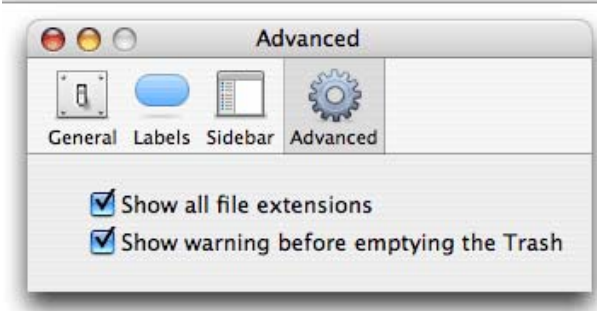 Advanced
General Labels Sidebar Advanced
Show all file extensions
Show warning before emptying the Trash